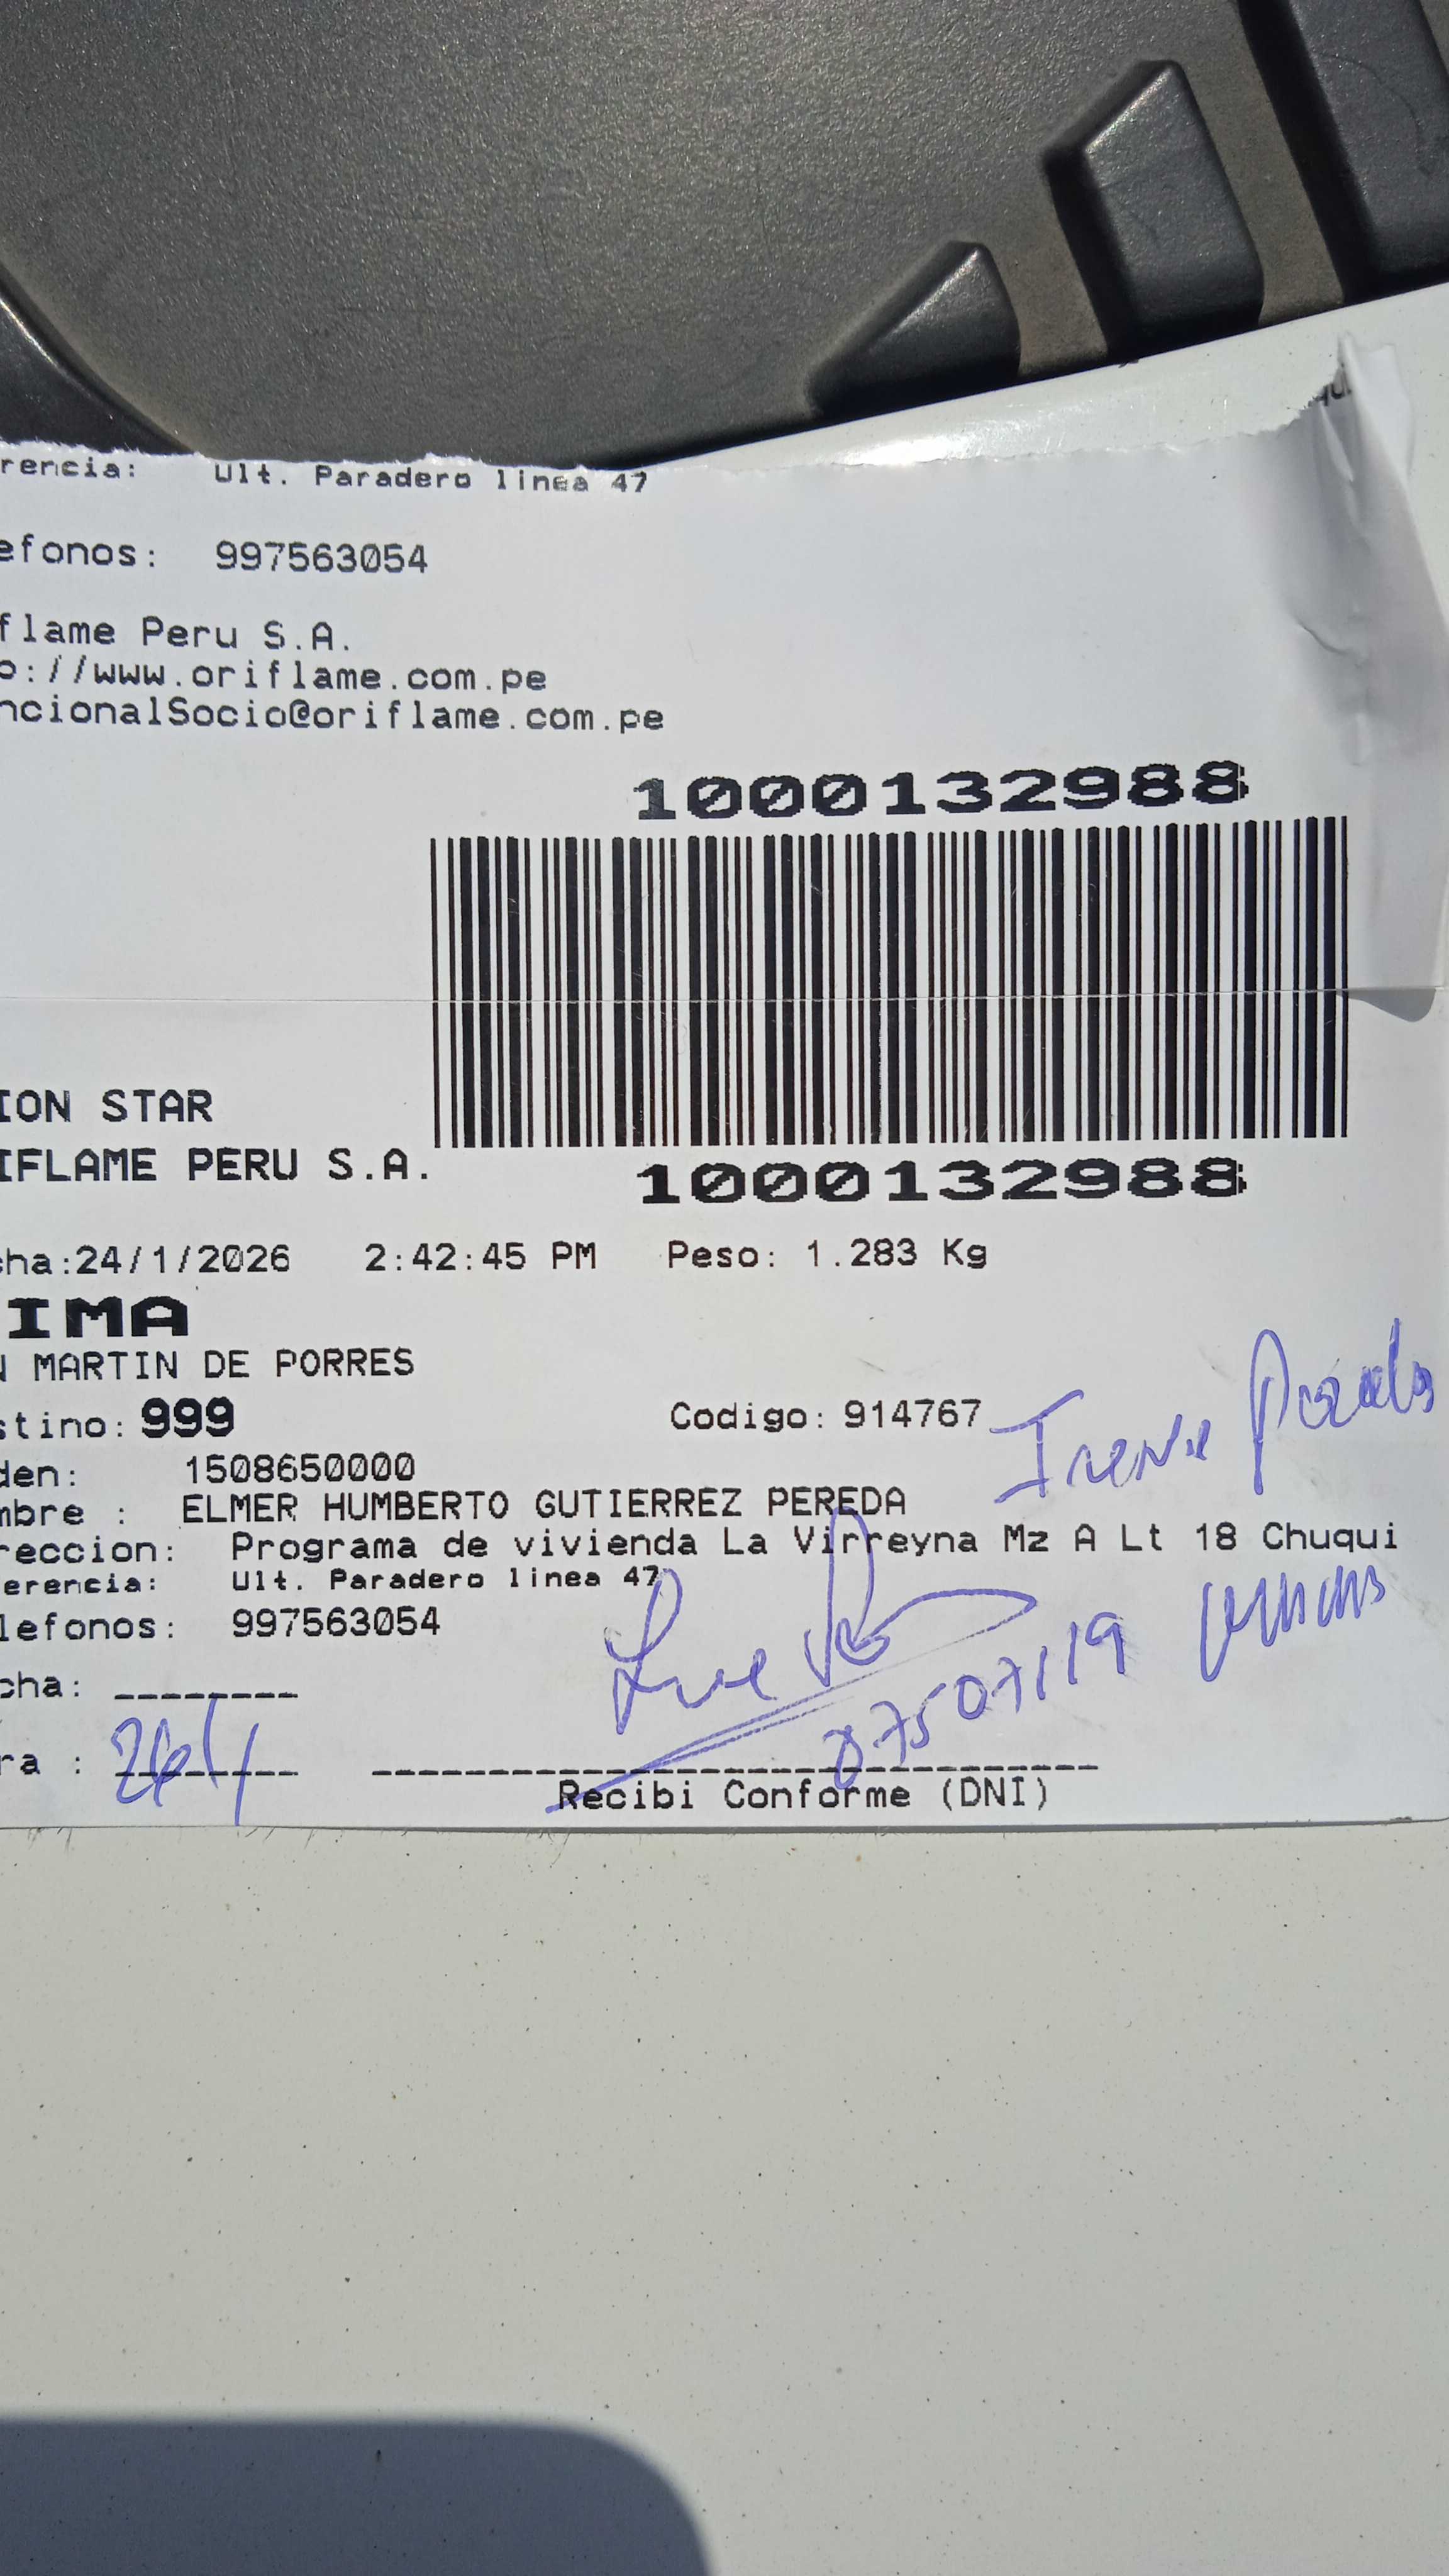 rencia: Ult. Paradero linea 47
efonos: 997563054
flame Peru S.A.
p://www.oriflame.com.pe
ncionalSocio@oriflame.com.pe
1000132988
ION STAR
IFLAME PERU S.A.
1000132988
cha:24/1/2026 2:42:45 PM Peso: 1.283 Kg
IMA
N MARTIN DE PORRES
stino: 999 Codigo: 914767
Irene
den: 1508650000
mbre : ELMER HUMBERTO GUTIERREZ PEREDA
reccion: Programa de vivienda La Virreyna Mz A Lt 18 Chuqui
erencia: Ult. Paradero linea 47
lefonos: 997563054
cha:
ra :
Recibi Conforme (DNI)